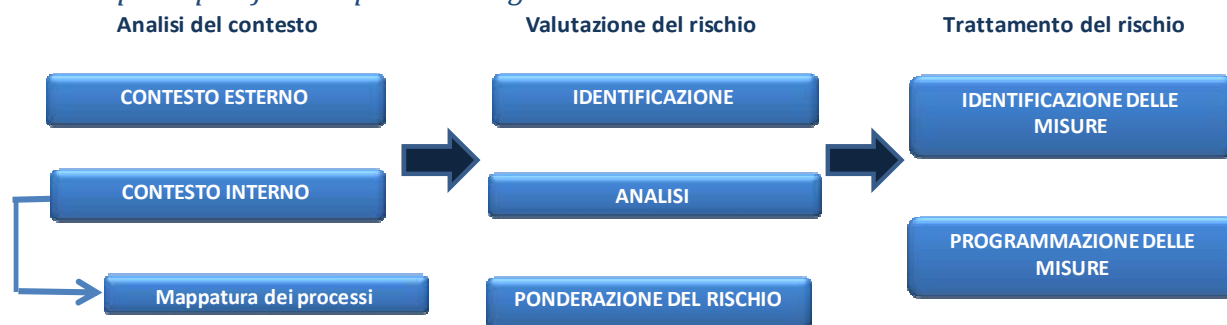 Analisi del contesto
CONTESTO ESTERNO
CONTESTO INTERNO
Mappatura dei processi
Valutazione del rischio
IDENTIFICAZIONE
ANALISI
PONDERAZIONE DEL RISCHIO
Trattamento del rischio
IDENTIFICAZIONE DELLE
MISURE
PROGRAMMAZIONE DELLE
MISURE